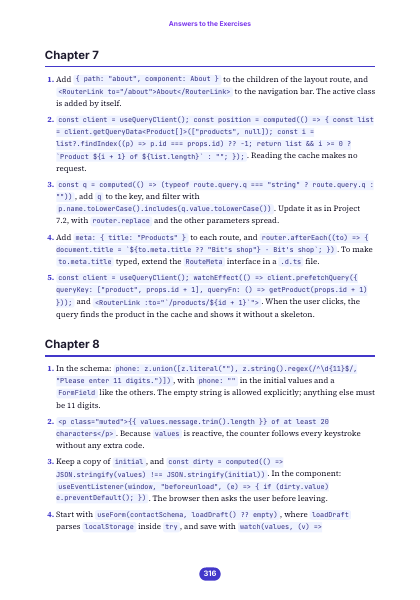 Answers to the Exercises
Chapter 7
1. Add { path: "about", component: About } to the children of the layout route, and
<RouterLink to="/about">About</RouterLink> to the navigation bar. The active class
is added by itself.
2. const client = useQueryClient(); const position = computed(() => { const list
= client.getQueryData<Product[]>(["products", null]); const i =
list?.findIndex((p) => p.id === props.id) ?? -1; return list && i >= 0 ?
`Product ${i + 1} of ${list.length}` : ""; }); . Reading the cache makes no
request.
3. const q = computed(() => (typeof route.query.q === "string" ? route.query.q :
"")), add q to the key, and filter with
p.name.toLowerCase().includes(q.value.toLowerCase()) . Update it as in Project
7.2, with route.replace and the other parameters spread.
4. Add meta: { title: "Products" } to each route, and router.afterEach((to) => {
document.title = `${to.meta.title ?? "Bit's shop"} · Bit's shop`; }) . To make
to.meta.title typed, extend the RouteMeta interface in a .d.ts file.
5. const client = useQueryClient(); watchEffect(() => client.prefetchQuery({
queryKey: ["product", props.id + 1], queryFn: () => getProduct(props.id + 1)
})); and <RouterLink :to="`/products/${id + 1}`"> . When the user clicks, the
query finds the product in the cache and shows it without a skeleton.
Chapter 8
1. In the schema: phone: z.union([z.literal(""), z.string().regex(/^\d{11}$/,
"Please enter 11 digits.")]) , with phone: "" in the initial values and a
FormField like the others. The empty string is allowed explicitly; anything else must
be 11 digits.
2. <p class="muted">{{ values.message.trim().length }} of at least 20
characters</p> . Because values is reactive, the counter follows every keystroke
without any extra code.
3. Keep a copy of initial , and const dirty = computed(() =>
JSON.stringify(values) !== JSON.stringify(initial)) . In the component:
useEventListener(window, "beforeunload", (e) => { if (dirty.value)
e.preventDefault(); }) . The browser then asks the user before leaving.
4. Start with useForm(contactSchema, loadDraft() ?? empty) , where loadDraft
parses localStorage inside try , and save with watch(values, (v) =>
316